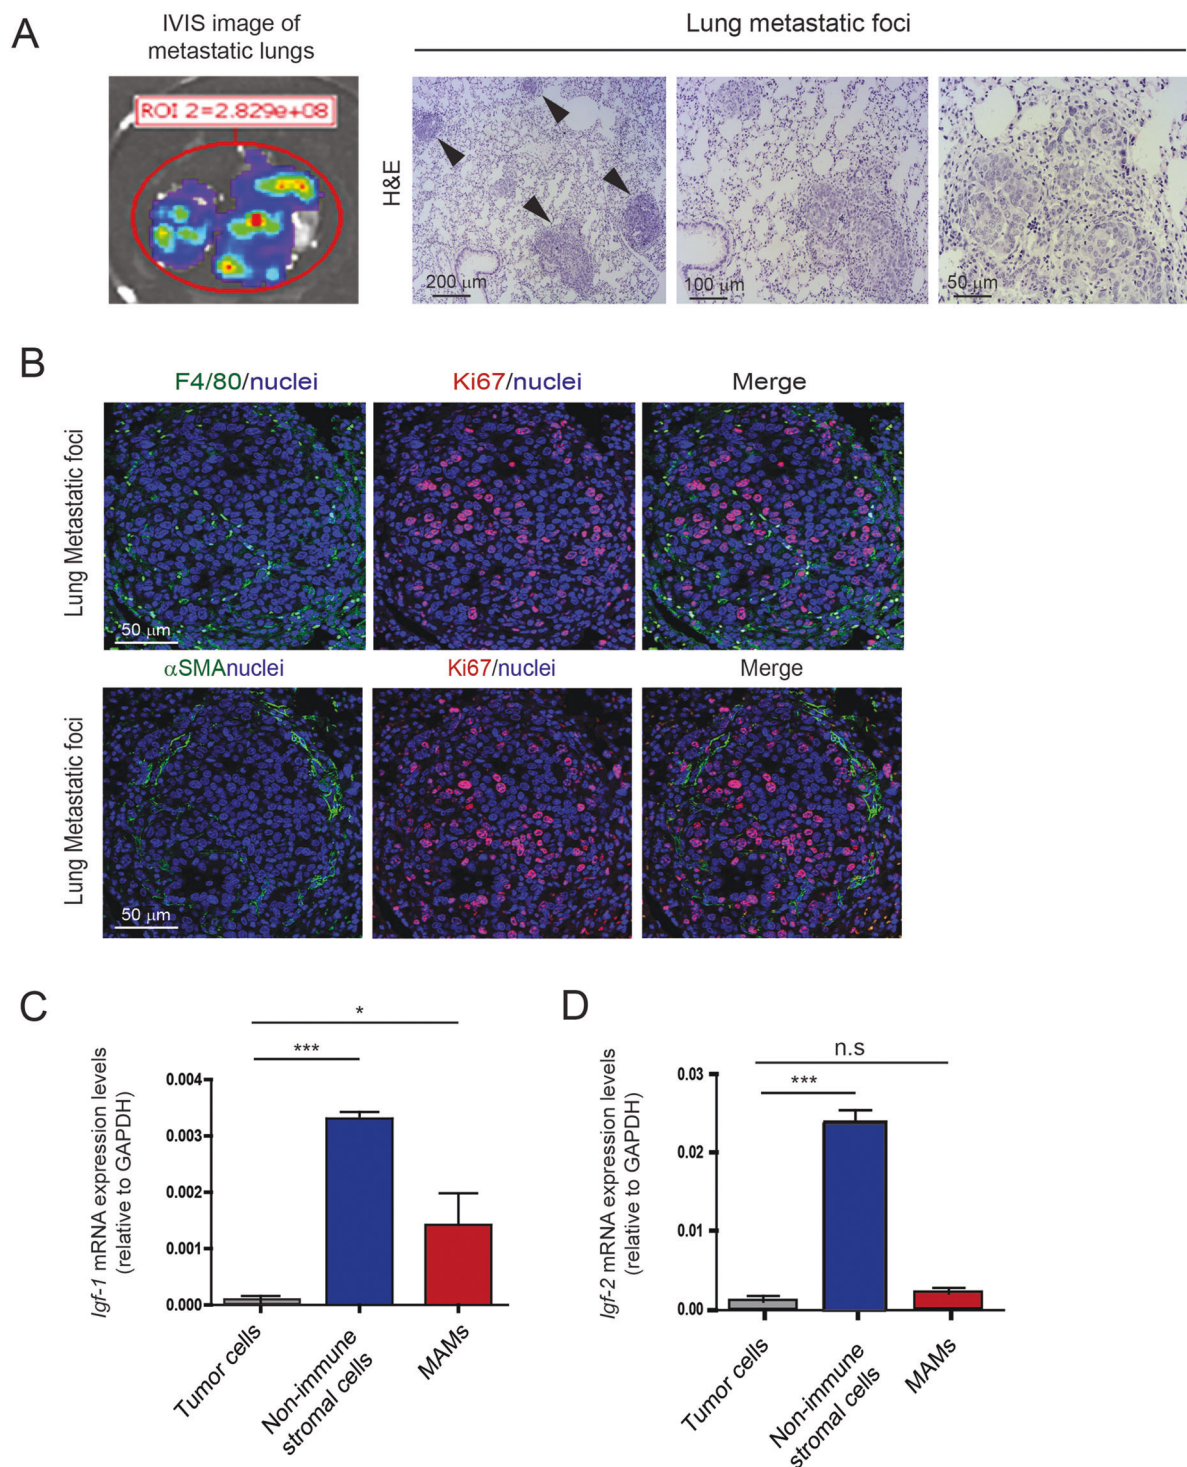 A
IVIS image of
metastatic lungs
ROI 2=2.829e+08
Lung metastatic foci
H&E
200 μm
100 μm
50 μm
B
F4/80/nuclei
Ki67/nuclei
Merge
Lung Metastatic foci
50 μm
αSMAnuclei
Ki67/nuclei
Merge
Lung Metastatic foci
50 μm
C
Igf-1 mRNA expression levels
(relative to GAPDH)
*
***
0.004
0.003
0.002
0.001
0.000
Tumor cells
Non-immune
stromal cells
MAMs
D
Igf-2 mRNA expression levels
(relative to GAPDH)
n.s
***
0.03
0.02
0.01
0.00
Tumor cells
Non-immune
stromal cells
MAMs